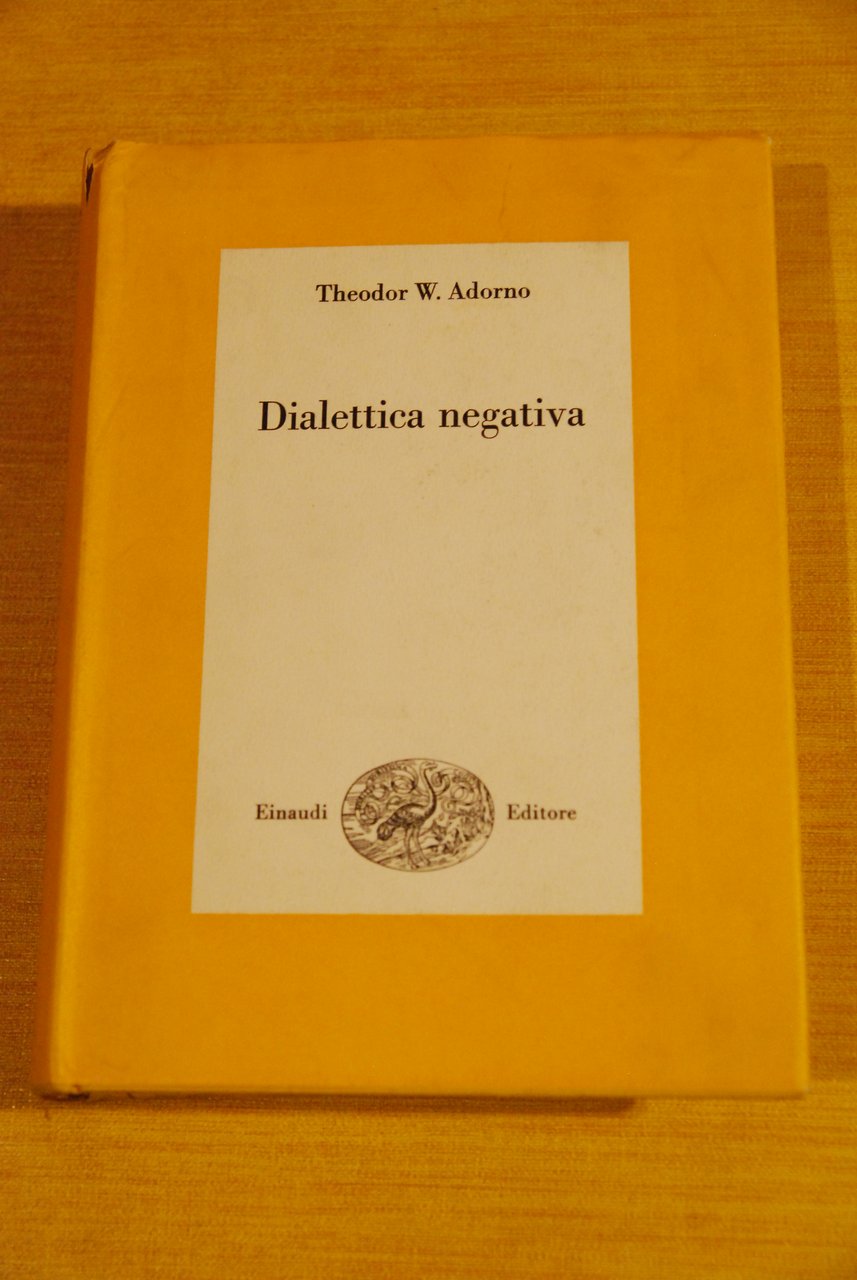 Theodor W. Adorno
Dialettica negativa
Einaudi Editore